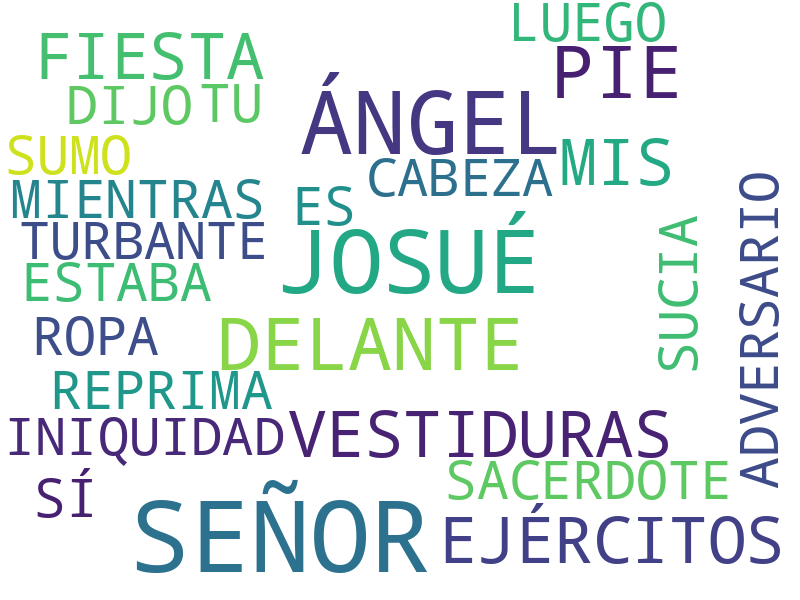 LUEGO
FIESTA
PIE
DIJO
TU
ÁNGEL
SUMO
MIS
CABEZA
MIENTRAS
ES
TURBANTE
JOSUÉ
SUCIA
ADVERSARIO
ESTABA
ROPA
DELANTE
REPRIMA
INIQUIDAD
VESTIDURAS
SACERDOTE
SÍ
SEÑOR
EJÉRCITOS